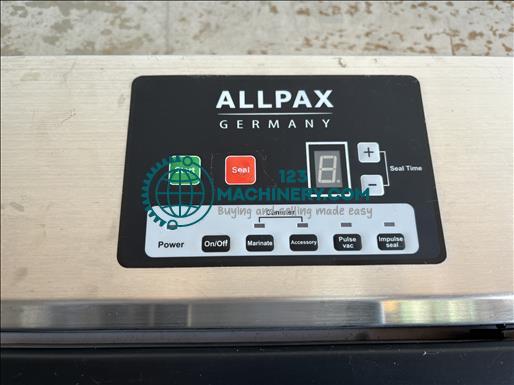 ALLPAX
GERMANY
Seal
8.
+
Seal Time
−
123
MACHINERY.COM
Buying and selling made easy
Canister
Power
On/Off
Marinate
Accessory
Pulse
vac
Impulse
seal